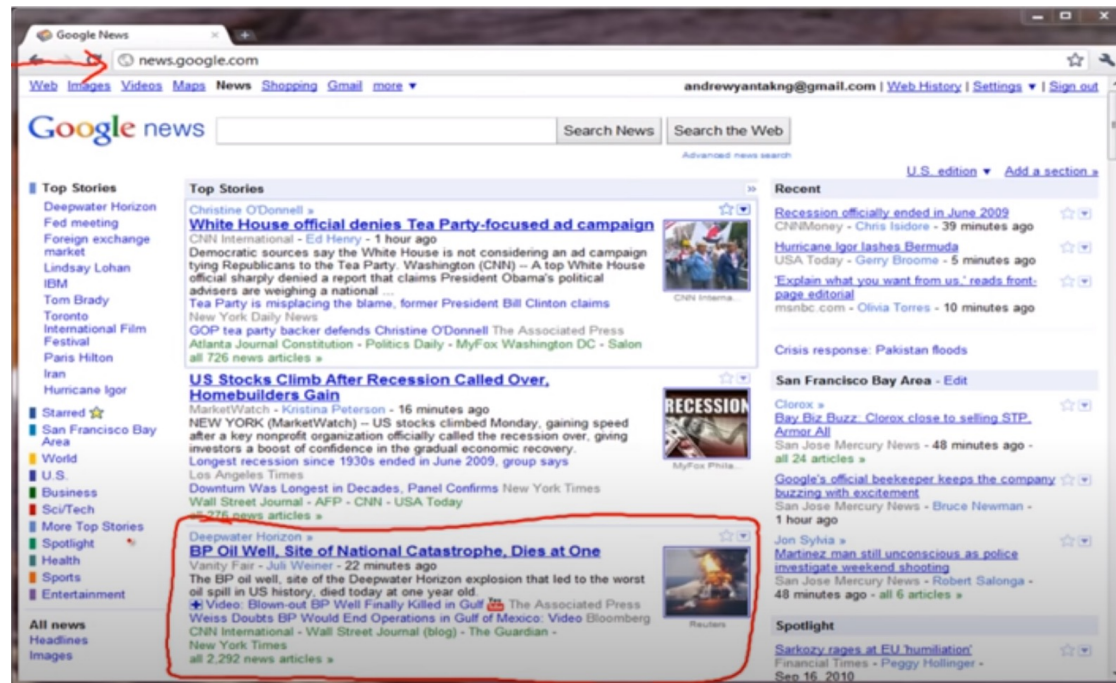 Google News
news.google.com
Web Images Videos Maps News Shopping Gmail more ▼
andrewyantakng@gmail.com | Web History | Settings ▼ | Sign out
Google news
Search News
Search the Web
Advanced news search
U.S. edition ▼ Add a section »
Top Stories
Deepwater Horizon
Fed meeting
Foreign exchange
market
Lindsay Lohan
IBM
Tom Brady
Toronto
International Film
Festival
Paris Hilton
Iran
Hurricane Igor
Starred
San Francisco Bay
Area
World
U.S.
Business
Sci/Tech
More Top Stories
Spotlight
Health
Sports
Entertainment
All news
Headlines
Images
Top Stories »
Christine O'Donnell »
White House official denies Tea Party-focused ad campaign
CNN International - Ed Henry - 1 hour ago
Democratic sources say the White House is not considering an ad campaign
tying Republicans to the Tea Party. Washington (CNN) -- A top White House
official sharply denied a report that claims President Obama's political
advisers are weighing a national ...
Tea Party is misplacing the blame, former President Bill Clinton claims
New York Daily News
GOP tea party backer defends Christine O'Donnell The Associated Press
Atlanta Journal Constitution - Politics Daily - MyFox Washington DC - Salon
all 726 news articles »
CNN Interna...
US Stocks Climb After Recession Called Over,
Homebuilders Gain
MarketWatch - Kristina Peterson - 16 minutes ago
NEW YORK (MarketWatch) -- US stocks climbed Monday, gaining speed
after a key nonprofit organization officially called the recession over, giving
investors a boost of confidence in the gradual economic recovery.
Longest recession since 1930s ended in June 2009, group says
Los Angeles Times
Downturn Was Longest in Decades, Panel Confirms New York Times
Wall Street Journal - AFP - CNN - USA Today
all 276 news articles »
RECESSION
MyFox Phila...
Deepwater Horizon »
BP Oil Well, Site of National Catastrophe, Dies at One
Vanity Fair - Juli Weiner - 22 minutes ago
The BP oil well, site of the Deepwater Horizon explosion that led to the worst
oil spill in US history, died today at one year old.
Video: Blown-out BP Well Finally Killed in Gulf The Associated Press
Weiss Doubts BP Would End Operations in Gulf of Mexico: Video Bloomberg
CNN International - Wall Street Journal (blog) - The Guardian -
New York Times
all 2,292 news articles »
Reuters
Recent
Recession officially ended in June 2009
CNNMoney - Chris Isidore - 39 minutes ago
Hurricane Igor lashes Bermuda
USA Today - Gerry Broome - 5 minutes ago
'Explain what you want from us,' reads front-
page editorial
msnbc.com - Olivia Torres - 10 minutes ago
Crisis response: Pakistan floods
San Francisco Bay Area - Edit
Clorox »
Bay Biz Buzz: Clorox close to selling STP,
Armor All
San Jose Mercury News - 48 minutes ago -
all 24 articles »
Google's official beekeeper keeps the company
buzzing with excitement
San Jose Mercury News - Bruce Newman -
1 hour ago
Jon Sylvia »
Martinez man still unconscious as police
investigate weekend shooting
San Jose Mercury News - Robert Salonga -
48 minutes ago - all 6 articles »
Spotlight
Sarkozy rages at EU 'humiliation'
Financial Times - Peggy Hollinger -
Sep 16, 2010